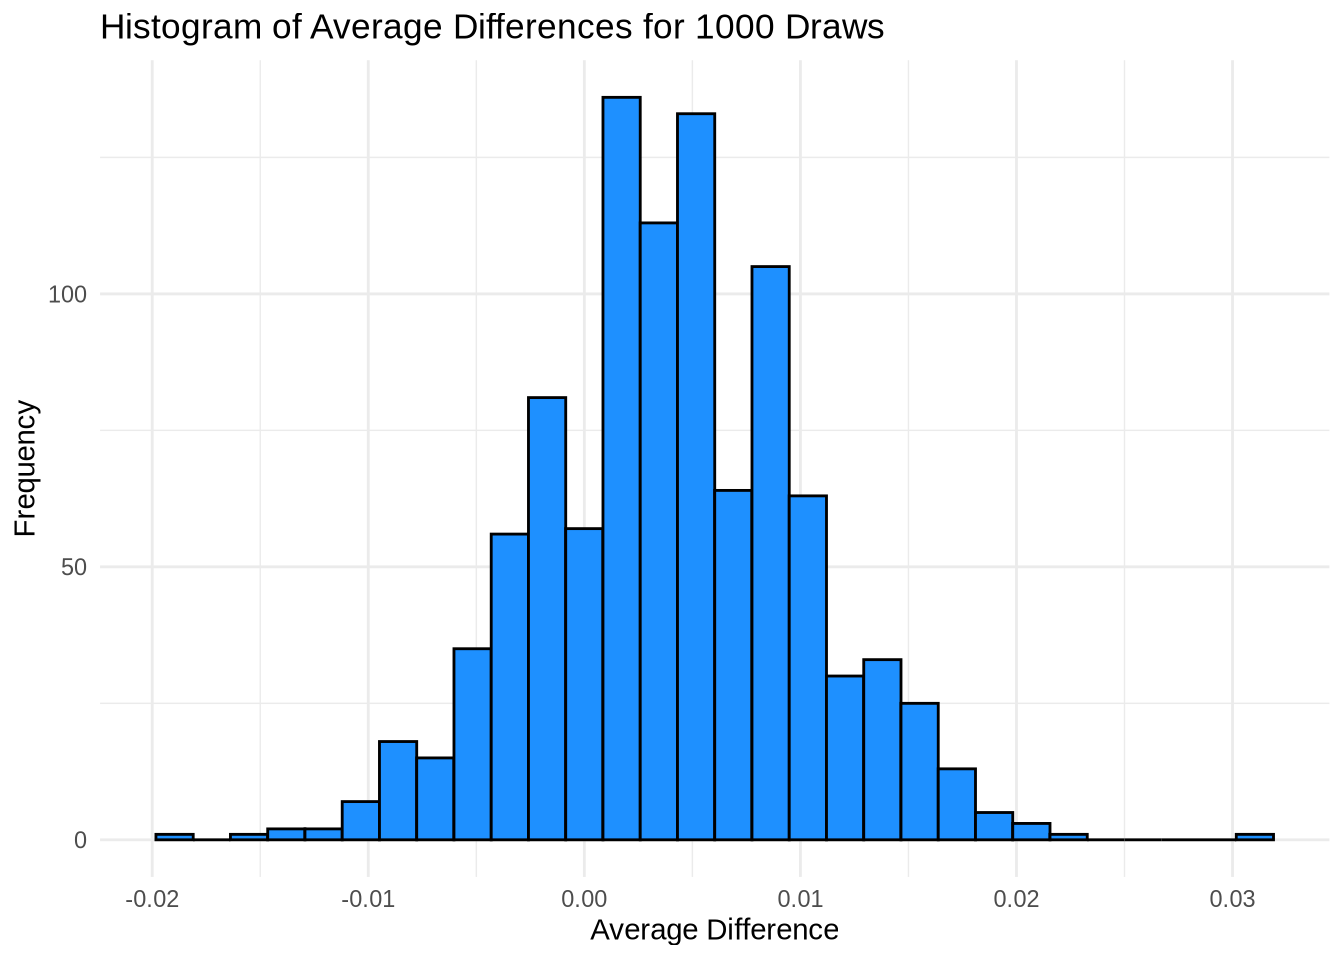 Histogram of Average Differences for 1000 Draws
100
50
0
Frequency
-0.02 -0.01 0.00 0.01 0.02 0.03
Average Difference